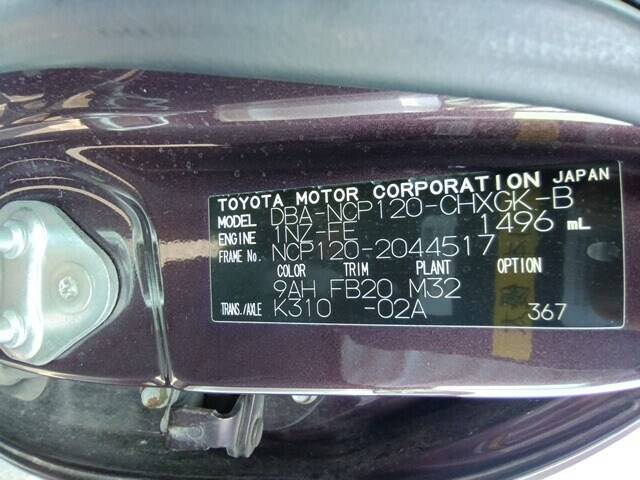 TOYOTA MOTOR CORPORATION JAPAN
MODEL DBA-NCP120-CHXGK-B
ENGINE 1NZ-FE 1496 mL
FRAME No. NCP120-2044517
COLOR TRIM PLANT OPTION
9AH FB20 M32
TRANS./AXLE K310 -02A 367